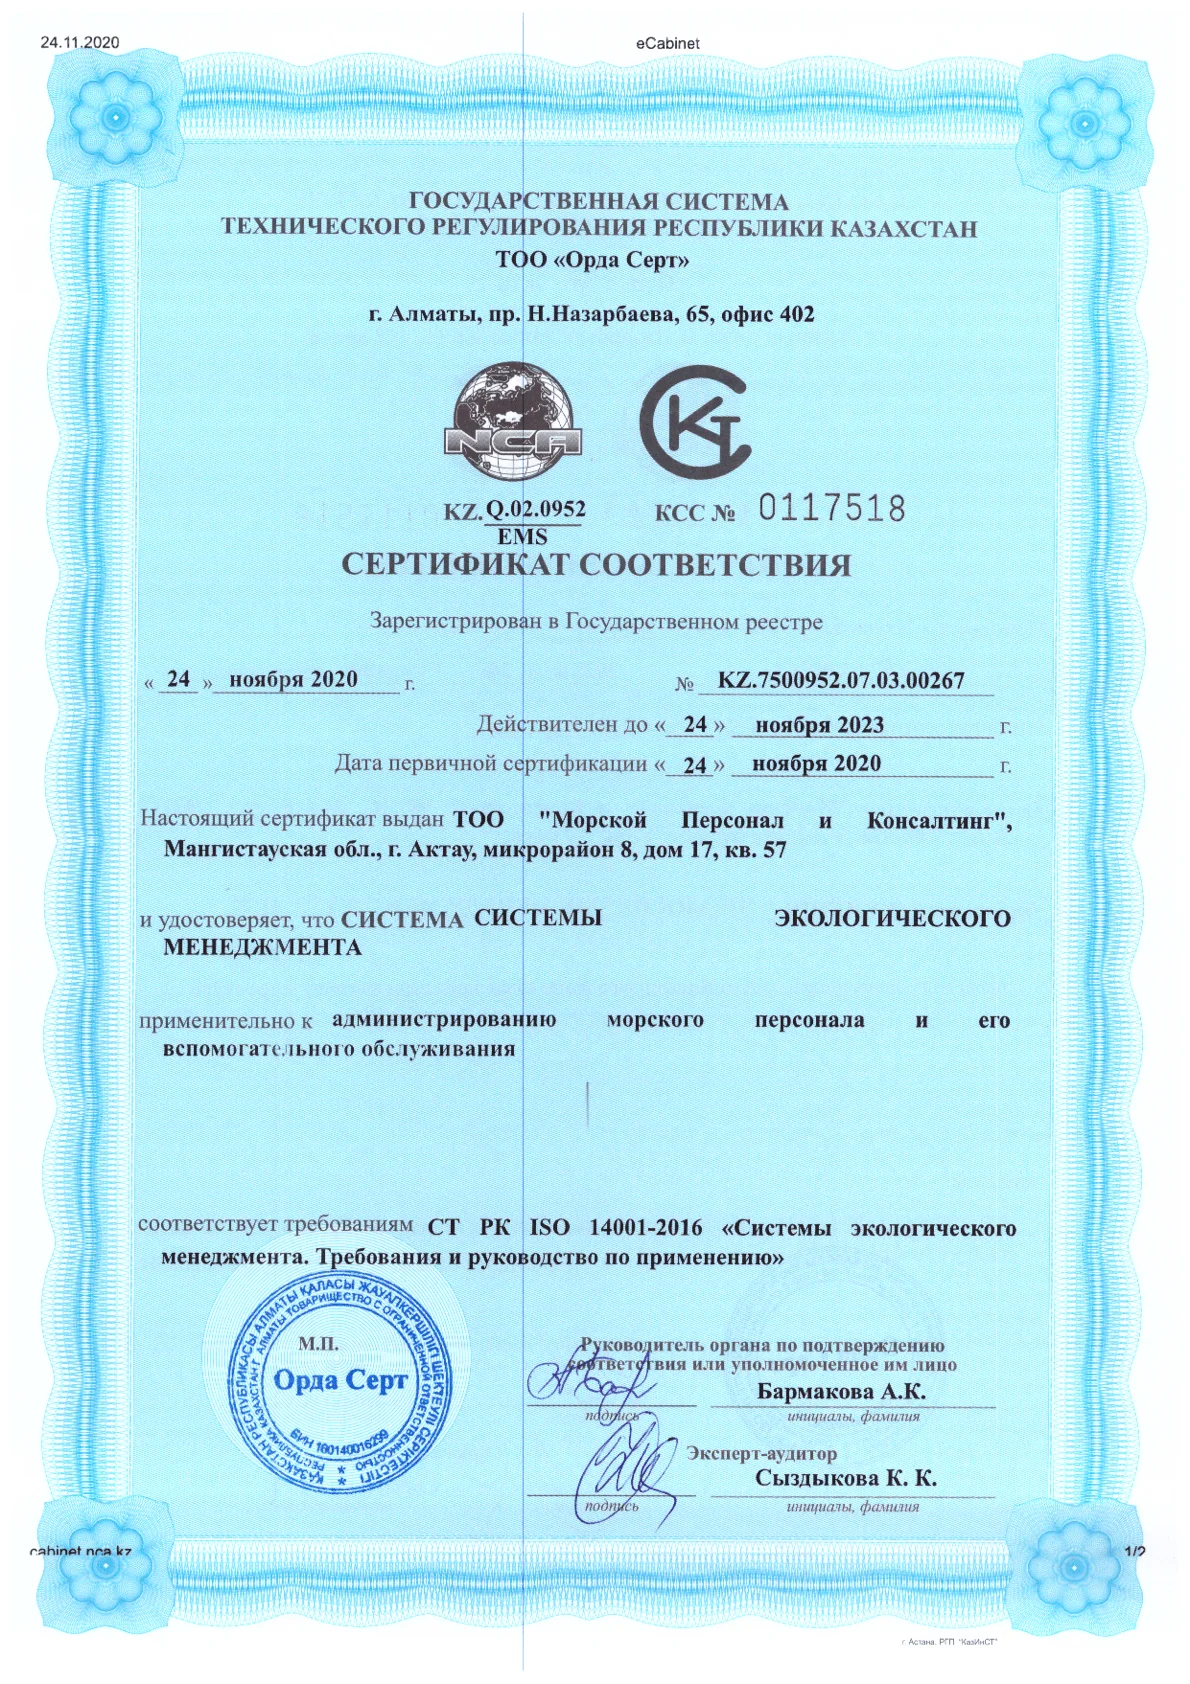 24.11.2020 eCabinet
ГОСУДАРСТВЕННАЯ СИСТЕМА
ТЕХНИЧЕСКОГО РЕГУЛИРОВАНИЯ РЕСПУБЛИКИ КАЗАХСТАН
ТОО «Орда Серт»
г. Алматы, пр. Н.Назарбаева, 65, офис 402
NCA КСТ
KZ.Q.02.0952 КСС № 0117518
EMS
СЕРТИФИКАТ СООТВЕТСТВИЯ
Зарегистрирован в Государственном реестре
« 24 » ноября 2020 г. № KZ.7500952.07.03.00267
Действителен до « 24 » ноября 2023 г.
Дата первичной сертификации « 24 » ноября 2020 г.
Настоящий сертификат выдан ТОО "Морской Персонал и Консалтинг",
Мангистауская обл., г. Актау, микрорайон 8, дом 17, кв. 57
и удостоверяет, что СИСТЕМА СИСТЕМЫ ЭКОЛОГИЧЕСКОГО
МЕНЕДЖМЕНТА
применительно к администрированию морского персонала и его
вспомогательного обслуживания
соответствует требованиям СТ РК ISO 14001-2016 «Системы экологического
менеджмента. Требования и руководство по применению»
ҚАЗАҚСТАН РЕСПУБЛИКАСЫ АЛМАТЫ ҚАЛАСЫ ЖАУАПКЕРШІЛІГІ ШЕКТЕУЛІ СЕРІКТЕСТІГІ
РЕСПУБЛИКА КАЗАХСТАН Г. АЛМАТЫ ТОВАРИЩЕСТВО С ОГРАНИЧЕННОЙ ОТВЕТСТВЕННОСТЬЮ
М.П.
Орда Серт
БИН 160140016299
Руководитель органа по подтверждению
соответствия или уполномоченное им лицо
Бармакова А.К.
подпись инициалы, фамилия
Эксперт-аудитор
Сыздыкова К. К.
подпись инициалы, фамилия
cabinet.nca.kz 1/2
г. Астана. РГП "КазИнСТ"